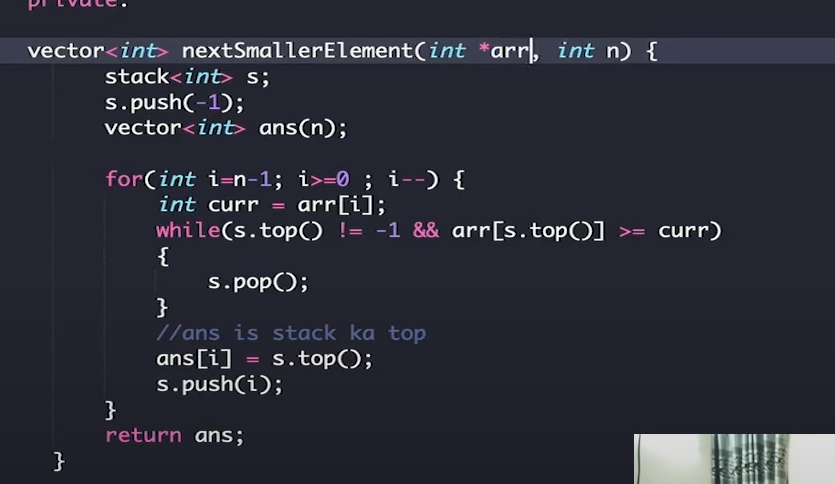 private:
vector<int> nextSmallerElement(int *arr, int n) {
stack<int> s;
s.push(-1);
vector<int> ans(n);
for(int i=n-1; i>=0 ; i--) {
int curr = arr[i];
while(s.top() != -1 && arr[s.top()] >= curr)
{
s.pop();
}
//ans is stack ka top
ans[i] = s.top();
s.push(i);
}
return ans;
}